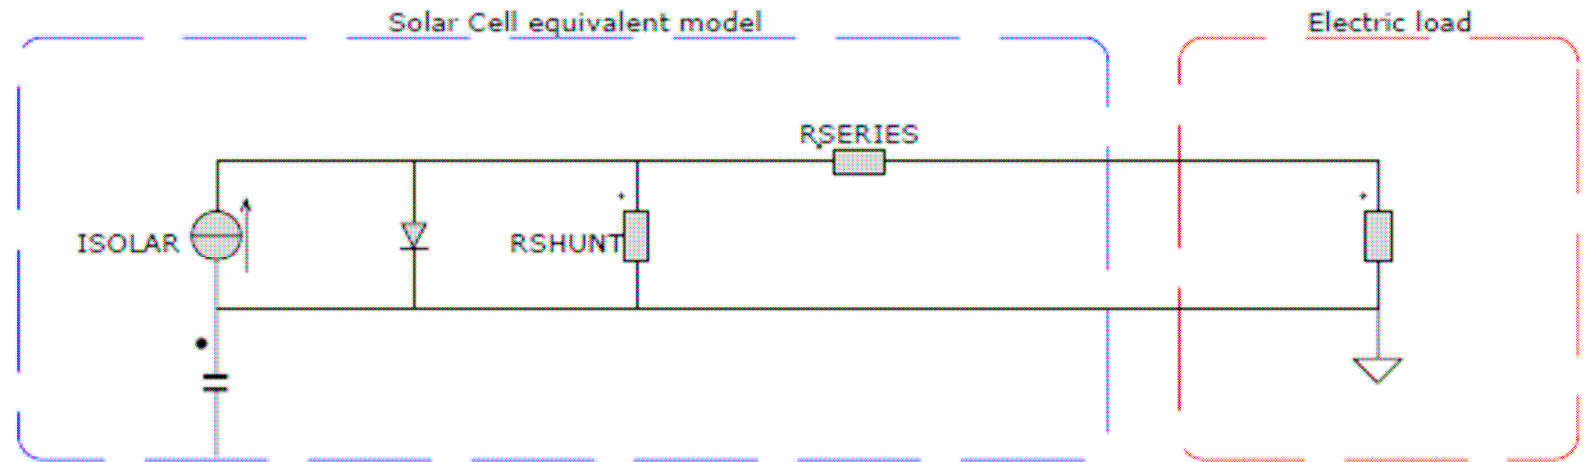 Solar Cell equivalent model
Electric load
RSERIES
ISOLAR
RSHUNT